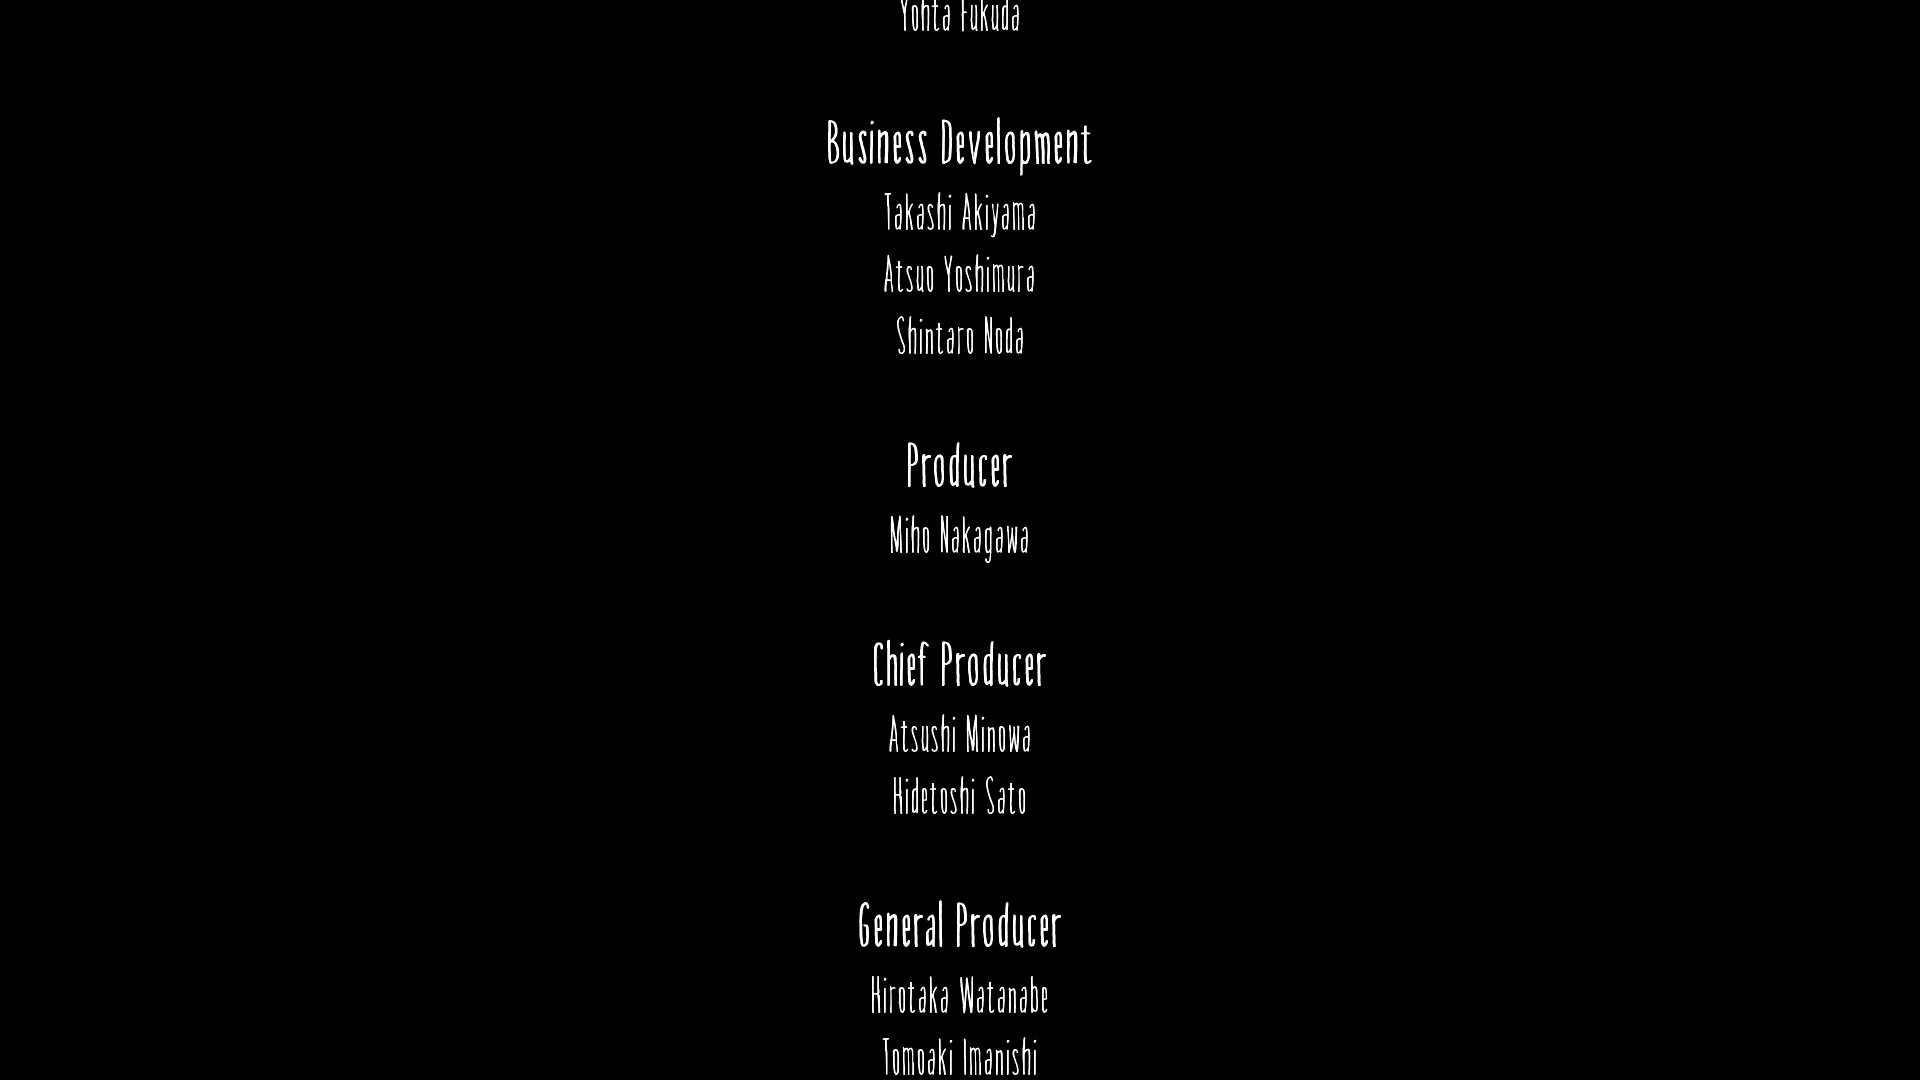 Yohta Fukuda
Business Development
Takashi Akiyama
Atsuo Yoshimura
Shintaro Noda
Producer
Miho Nakagawa
Chief Producer
Atsushi Minowa
Hidetoshi Sato
General Producer
Hirotaka Watanabe
Tomoaki Imanishi